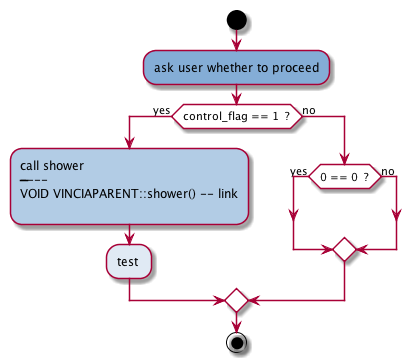 ask user whether to proceed
yes
control_flag == 1 ?
no
call shower
-----
VOID VINCIAPARENT::shower() -- link
yes
0 == 0 ?
no
test